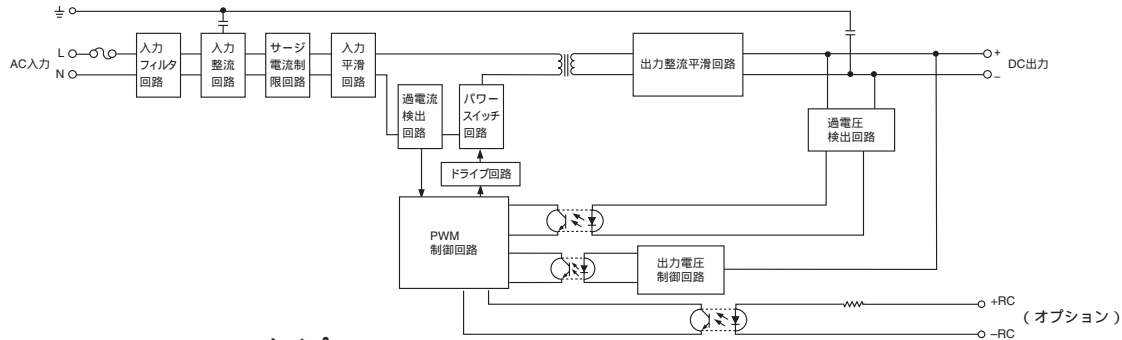 AC入力
L
N
入力
フィルタ
回路
入力
整流
回路
サージ
電流制
限回路
入力
平滑
回路
過電流
検出
回路
パワー
スイッチ
回路
ドライブ回路
PWM
制御回路
出力整流平滑回路
+
−
DC出力
過電圧
検出回路
出力電圧
制御回路
+RC
−RC
(オプション)